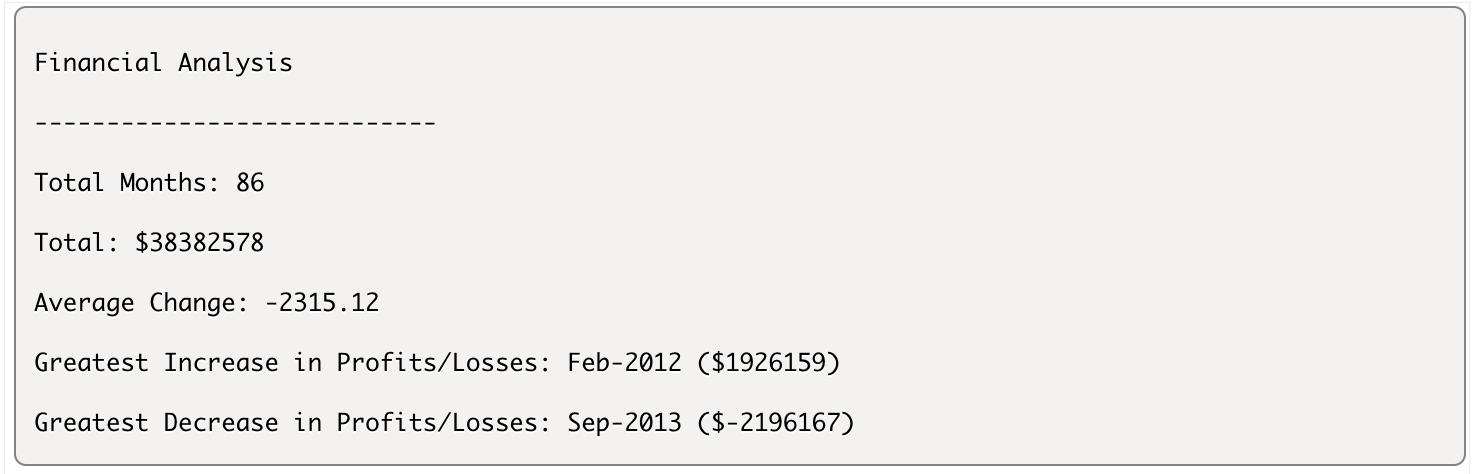 Financial Analysis
----------------------------
Total Months: 86
Total: $38382578
Average Change: -2315.12
Greatest Increase in Profits/Losses: Feb-2012 ($1926159)
Greatest Decrease in Profits/Losses: Sep-2013 ($-2196167)